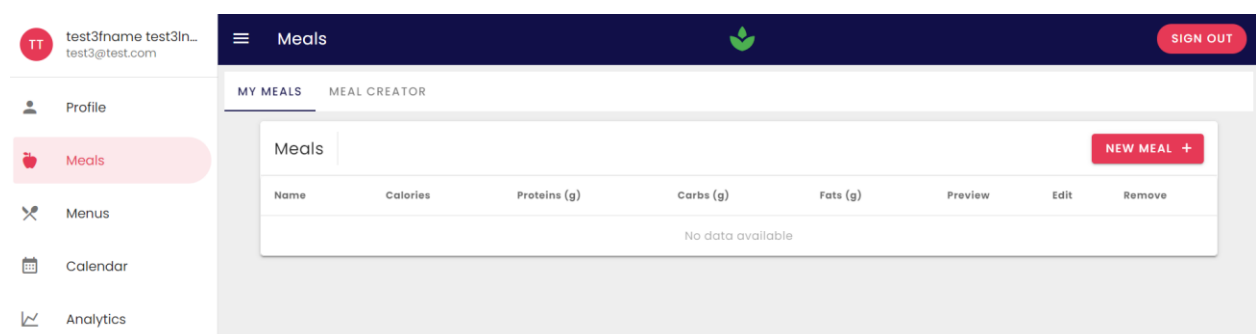 TT
test3fname test3ln...
test3@test.com
Profile
Meals
Menus
Calendar
Analytics
Meals
SIGN OUT
MY MEALS MEAL CREATOR
Meals
NEW MEAL +
Name Calories Proteins (g) Carbs (g) Fats (g) Preview Edit Remove
No data available